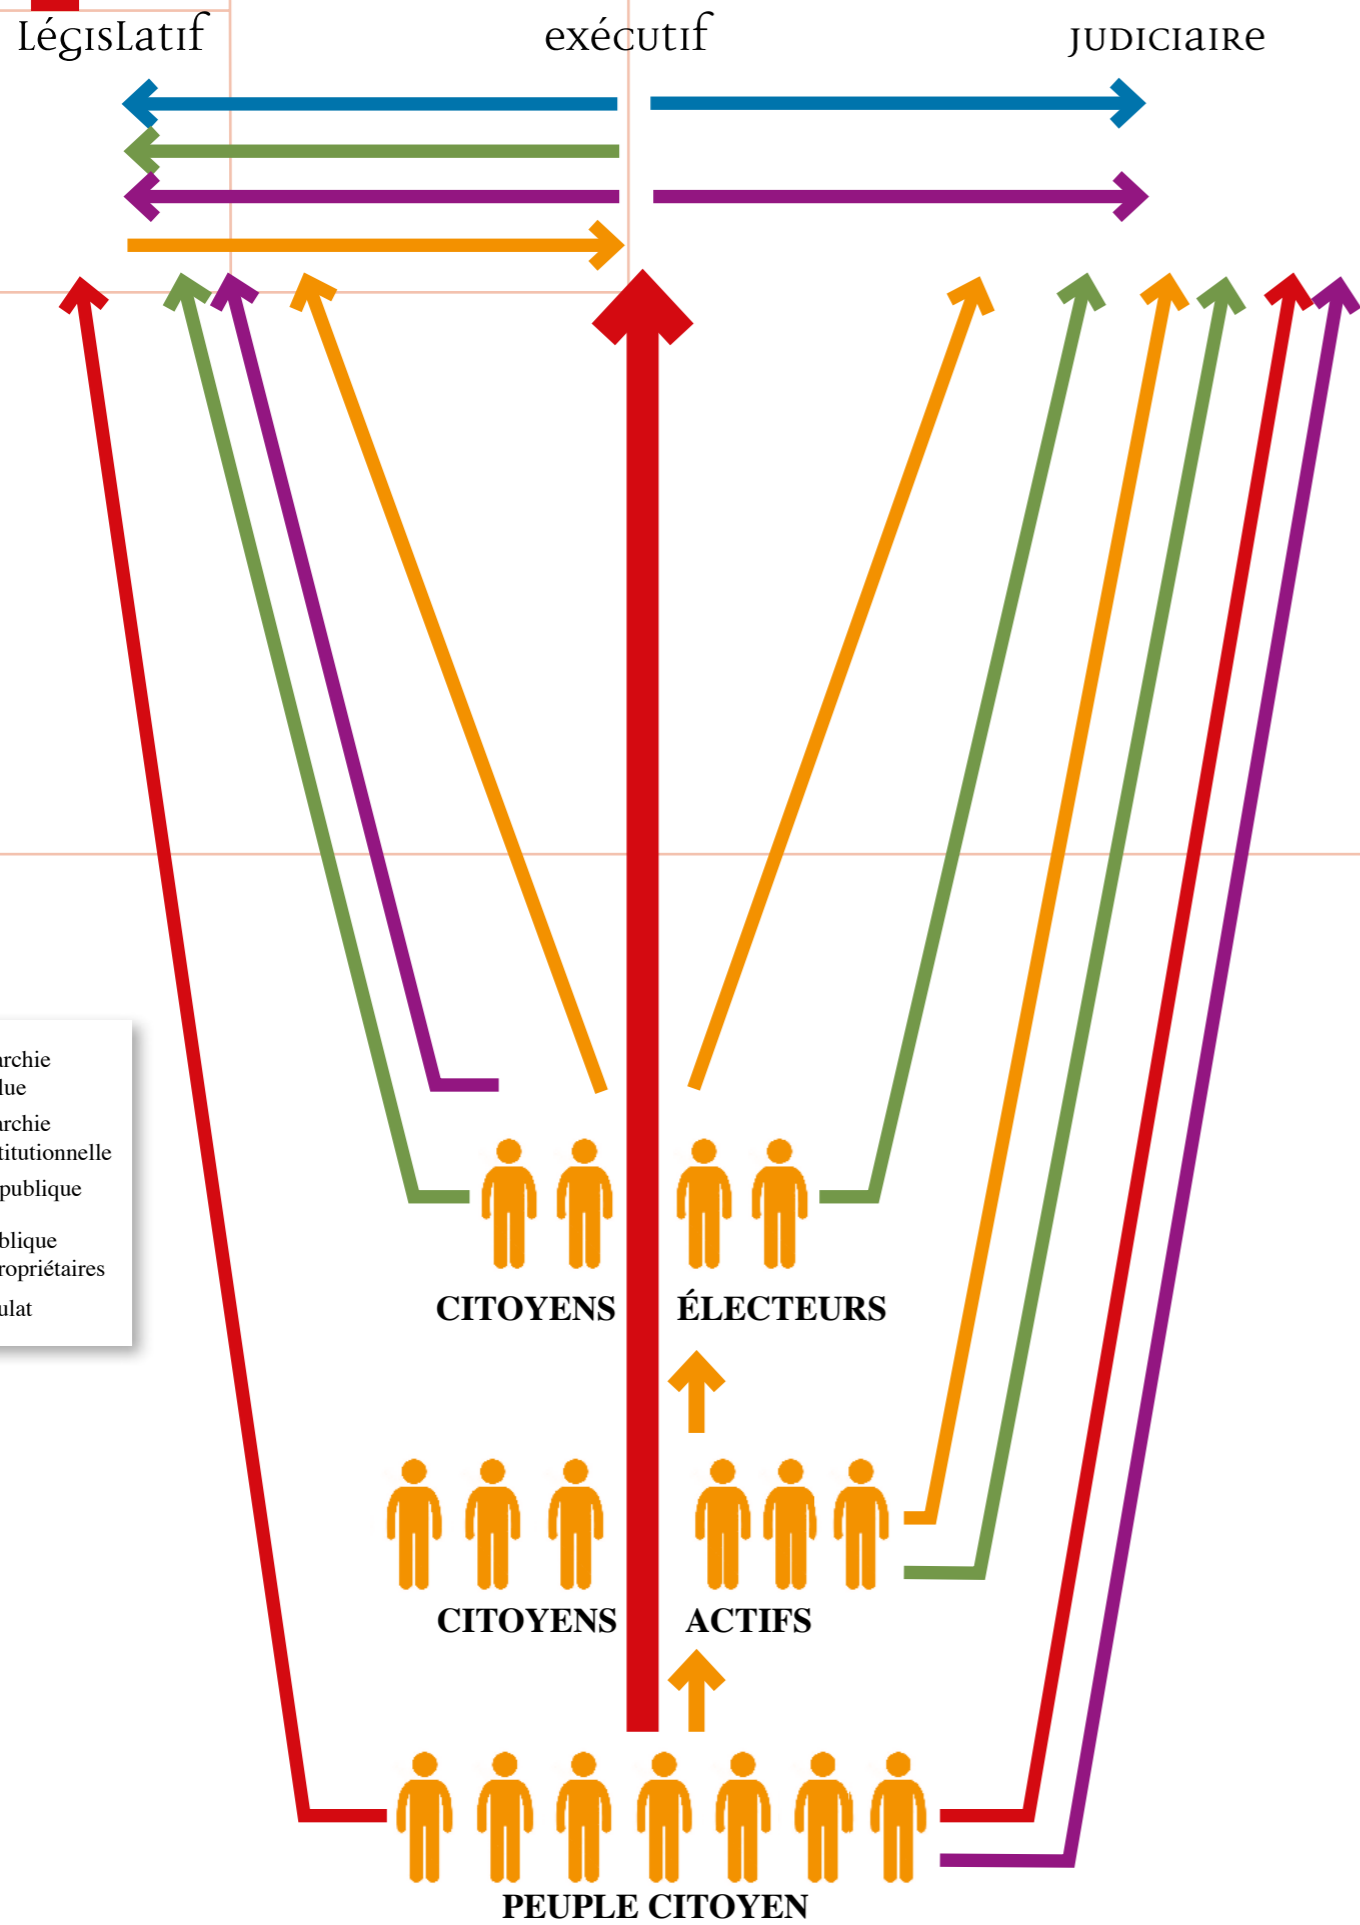 Législatif exécutif judiciaire
archie
lue
archie
titutionnelle
publique
blique
ropriétaires
ulat
CITOYENS ÉLECTEURS
CITOYENS ACTIFS
PEUPLE CITOYEN